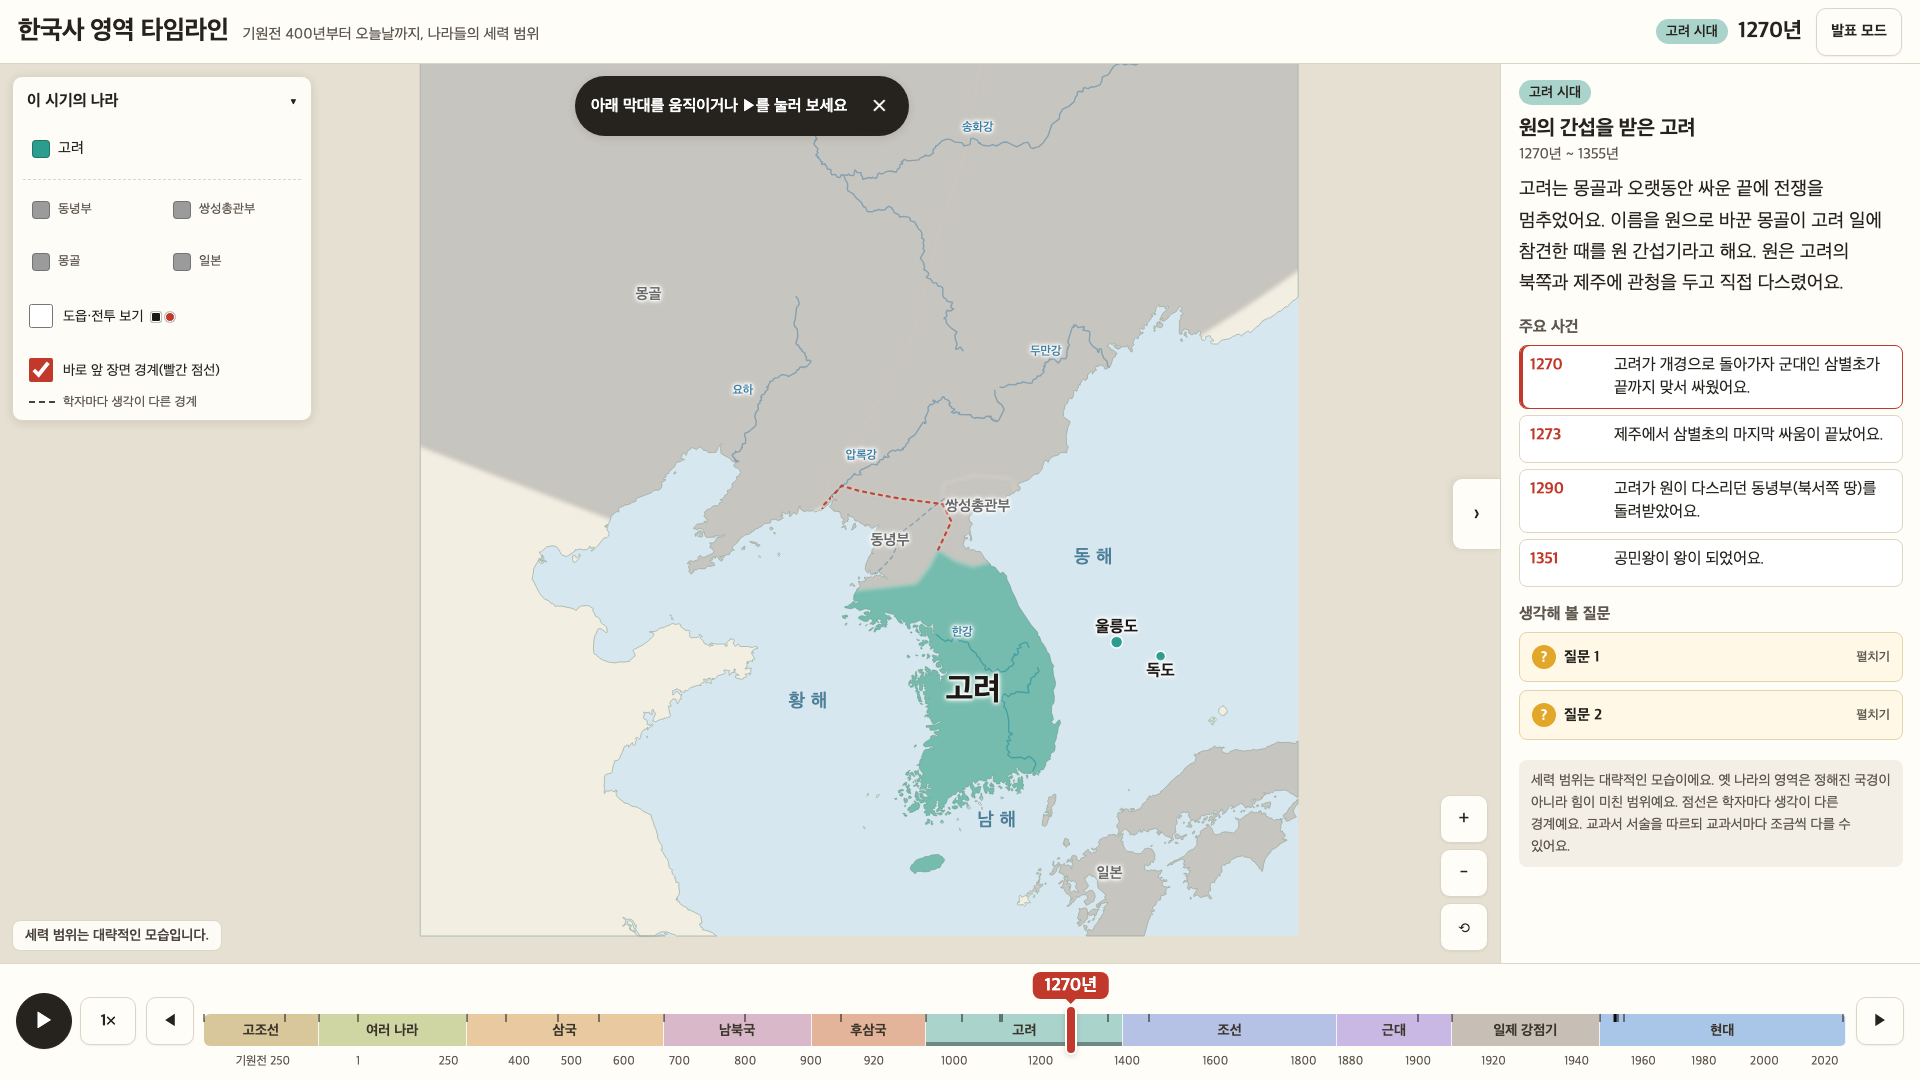 한국사 영역 타임라인
기원전 400년부터 오늘날까지, 나라들의 세력 범위
고려 시대
1270년
발표 모드
이 시기의 나라
고려
동녕부
쌍성총관부
몽골
일본
도읍·전투 보기
바로 앞 장면 경계(빨간 점선)
학자마다 생각이 다른 경계
아래 막대를 움직이거나 ▶를 눌러 보세요
송화강
몽골
두만강
요하
압록강
쌍성총관부
동녕부
동 해
울릉도
한강
독도
고려
황 해
남 해
일본
세력 범위는 대략적인 모습입니다.
고려 시대
원의 간섭을 받은 고려
1270년 ~ 1355년
고려는 몽골과 오랫동안 싸운 끝에 전쟁을
멈추었어요. 이름을 원으로 바꾼 몽골이 고려 일에
참견한 때를 원 간섭기라고 해요. 원은 고려의
북쪽과 제주에 관청을 두고 직접 다스렸어요.
주요 사건
1270
고려가 개경으로 돌아가자 군대인 삼별초가
끝까지 맞서 싸웠어요.
1273
제주에서 삼별초의 마지막 싸움이 끝났어요.
1290
고려가 원이 다스리던 동녕부(북서쪽 땅)를
돌려받았어요.
1351
공민왕이 왕이 되었어요.
생각해 볼 질문
? 질문 1
펼치기
? 질문 2
펼치기
세력 범위는 대략적인 모습이에요. 옛 나라의 영역은 정해진 국경이
아니라 힘이 미친 범위예요. 점선은 학자마다 생각이 다른
경계예요. 교과서 서술을 따르되 교과서마다 조금씩 다를 수
있어요.
1270년
1×
고조선
여러 나라
삼국
남북국
후삼국
고려
조선
근대
일제 강점기
현대
기원전 250
1
250
400
500
600
700
800
900
920
1000
1200
1400
1600
1800
1880
1900
1920
1940
1960
1980
2000
2020